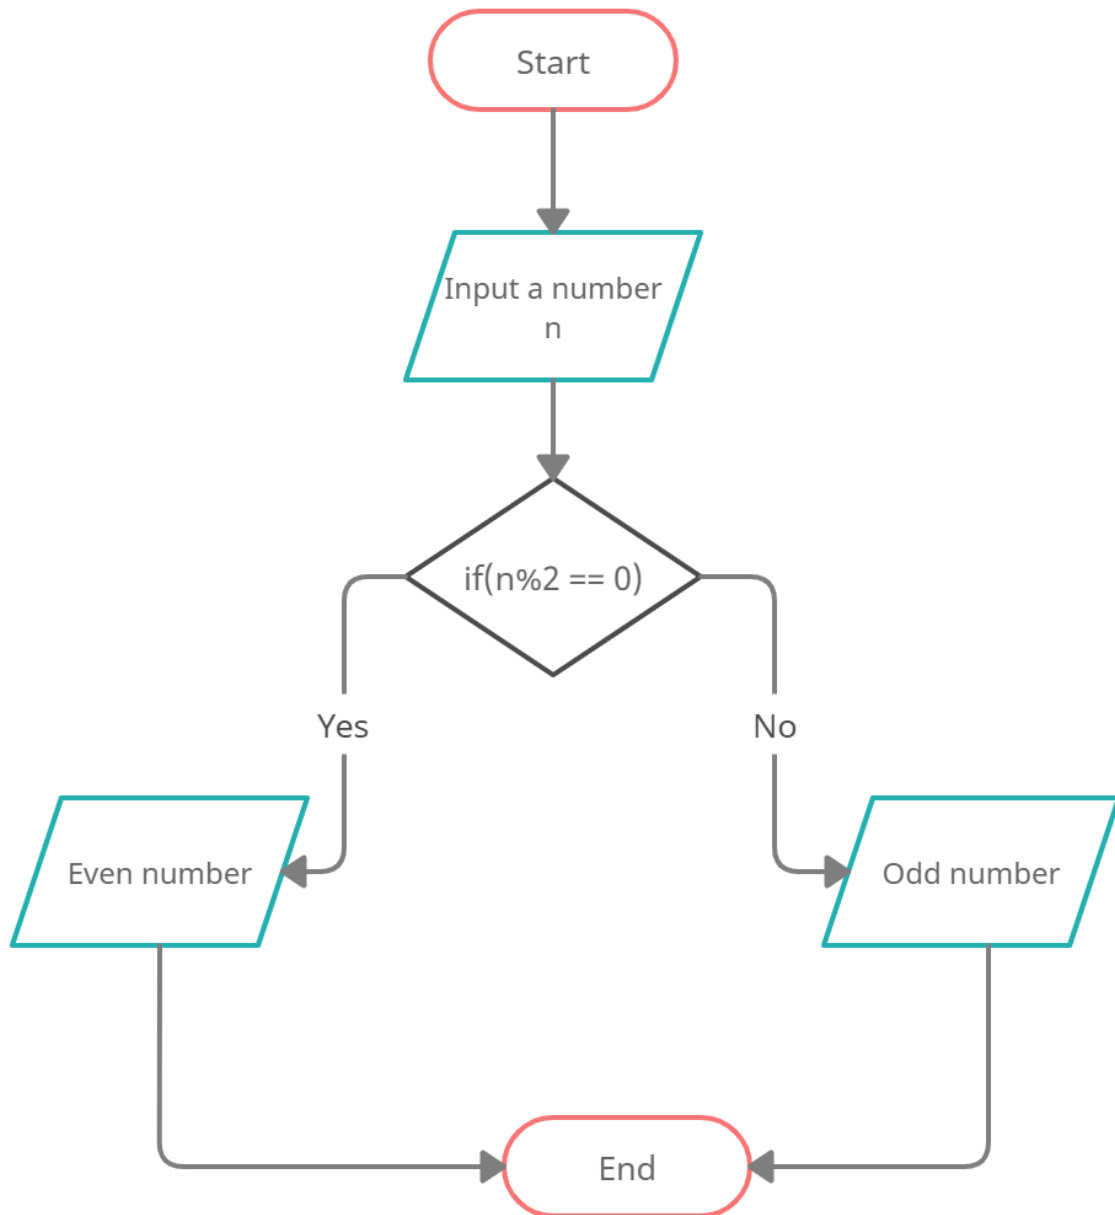 Start
Input a number
n
if(n%2 == 0)
Yes
No
Even number
Odd number
End